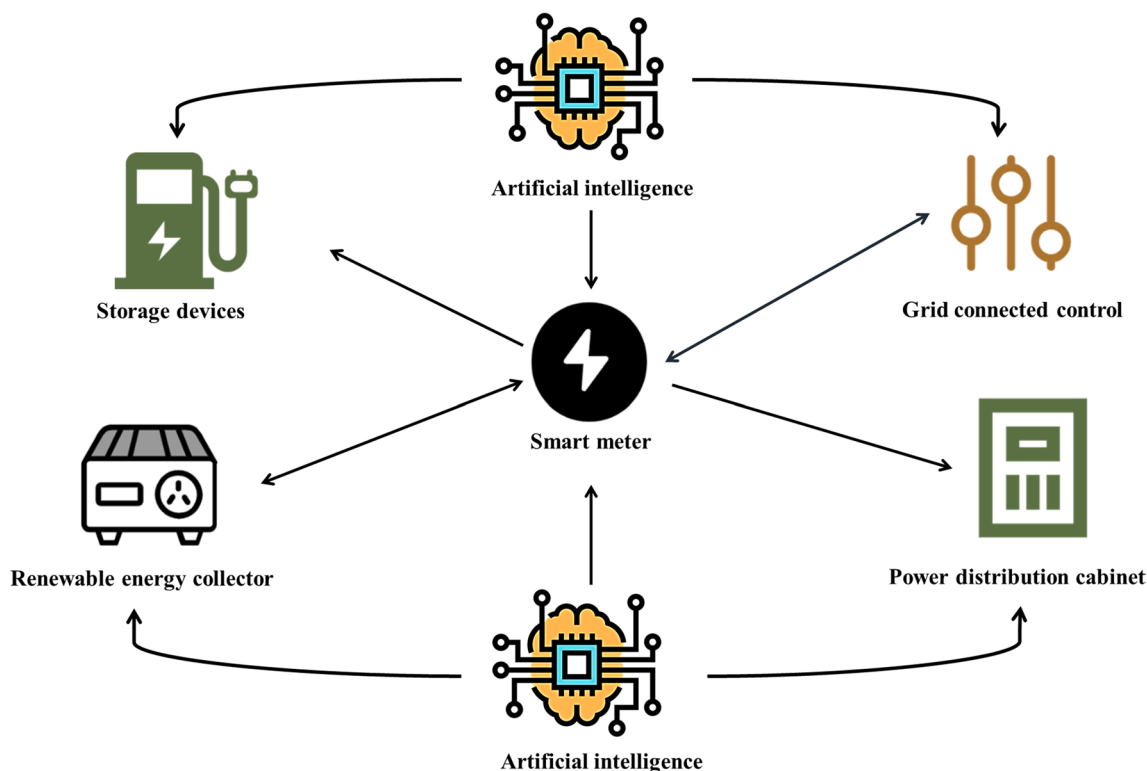 Artificial intelligence
Storage devices
Grid connected control
Smart meter
Renewable energy collector
Power distribution cabinet
Artificial intelligence